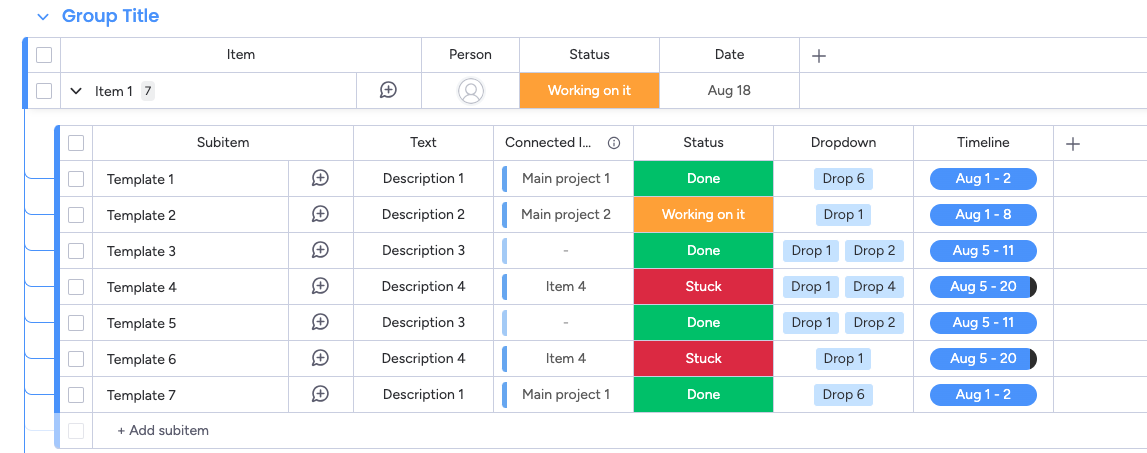 Group Title
Item Person Status Date
Item 1 7 Working on it Aug 18
Subitem Text Connected I... Status Dropdown Timeline
Template 1 Description 1 Main project 1 Done Drop 6 Aug 1 - 2
Template 2 Description 2 Main project 2 Working on it Drop 1 Aug 1 - 8
Template 3 Description 3 - Done Drop 1 Drop 2 Aug 5 - 11
Template 4 Description 4 Item 4 Stuck Drop 1 Drop 4 Aug 5 - 20
Template 5 Description 3 - Done Drop 1 Drop 2 Aug 5 - 11
Template 6 Description 4 Item 4 Stuck Drop 1 Aug 5 - 20
Template 7 Description 1 Main project 1 Done Drop 6 Aug 1 - 2
+ Add subitem